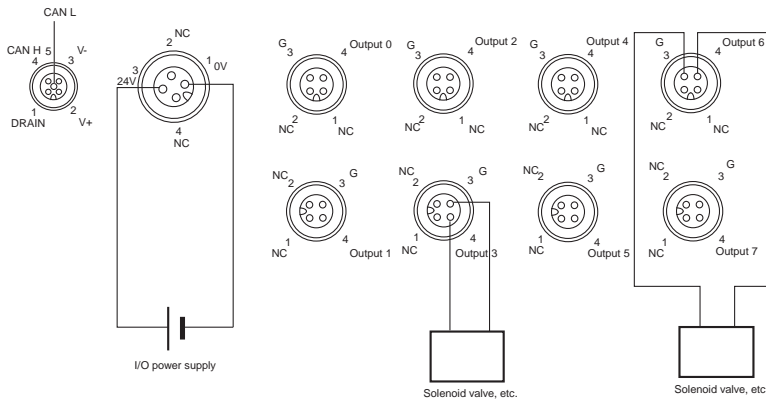 CAN L
CAN H 5 V-
4 3
1 2
DRAIN V+
NC
2
3 1 0V
24V
4
NC
I/O power supply
G
3 4 Output 0
2 1
NC NC
G
3 4 Output 2
2 1
NC NC
G
3 4 Output 4
2 1
NC NC
G
3 4 Output 6
2 1
NC NC
NC 2 3 G
1 4
NC Output 1
NC 2 3 G
1 4
NC Output 3
NC 2 3 G
1 4
NC Output 5
NC 2 3 G
1 4
NC Output 7
Solenoid valve, etc.
Solenoid valve, etc